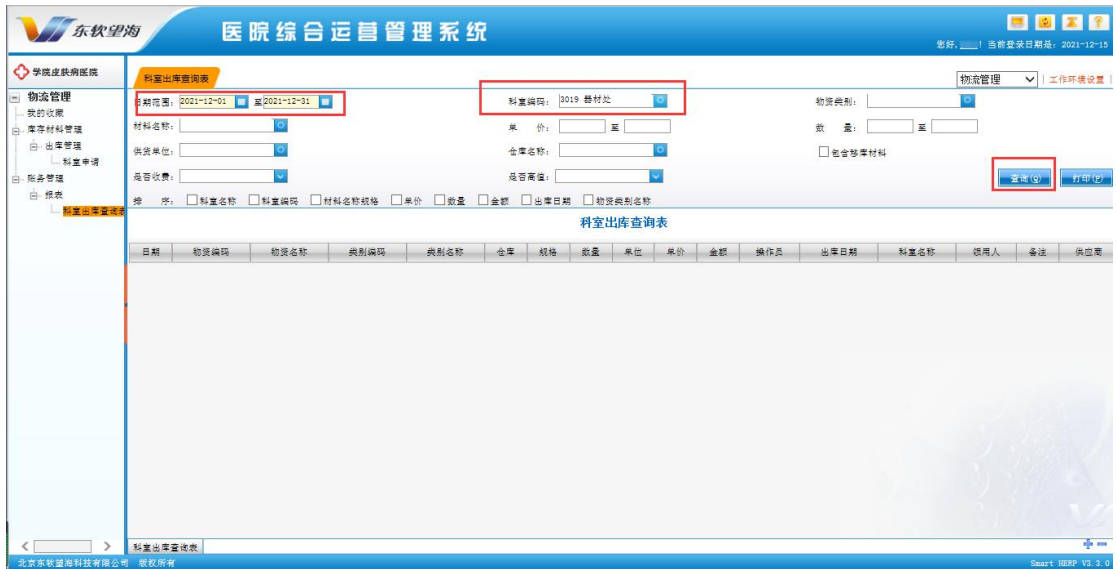 东软望海
医院综合运营管理系统
您好, ! 当前登录日期是: 2021-12-15
学院皮肤病医院
科室出库查询表
物流管理 | 工作环境设置 |
物流管理
我的收藏
库存材料管理
出库管理
科室申请
账务管理
报表
科室出库查询表
日期范围: 2021-12-01 至 2021-12-31 科室编码: 3019 器材处 物资类别:
材料名称: 单 价: 至 数 量: 至
供货单位: 仓库名称: 包含移库材料
是否收费: 是否高值: 查询(Q) 打印(P)
排 序: 科室名称 科室编码 材料名称规格 单价 数量 金额 出库日期 物资类别名称
科室出库查询表
日期 物资编码 物资名称 类别编码 类别名称 仓库 规格 数量 单位 单价 金额 操作员 出库日期 科室名称 领用人 备注 供应商
科室出库查询表
北京东软望海科技有限公司 版权所有 Smart HERP V3.3.0